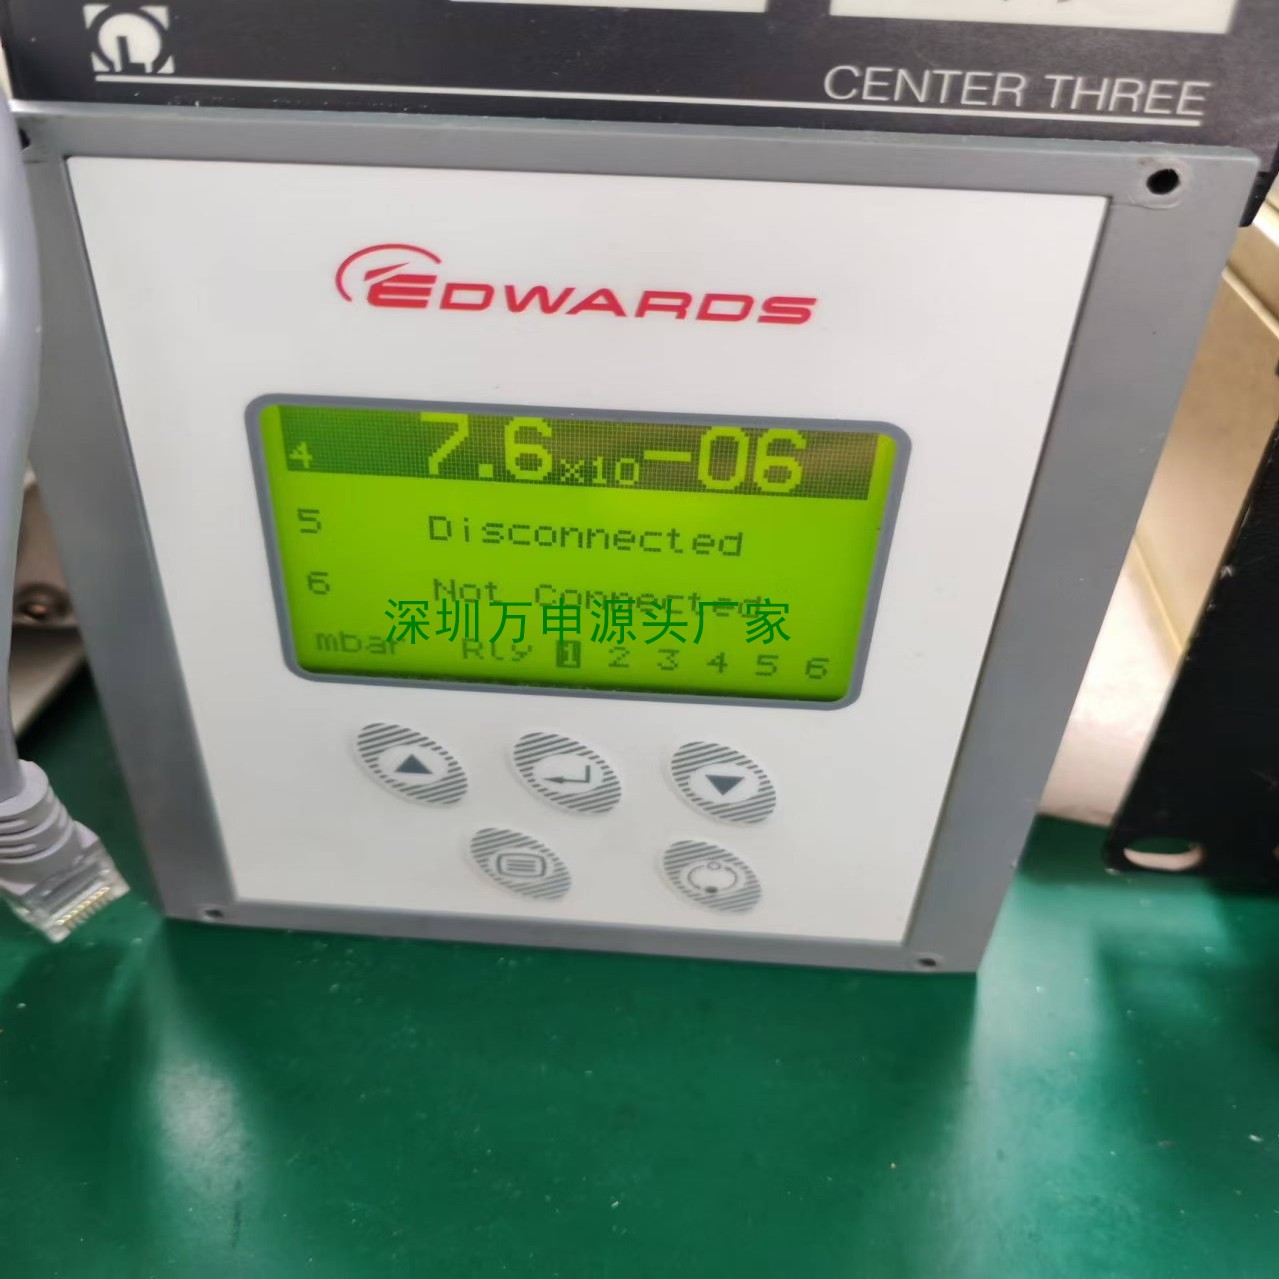 CENTER THREE
EDWARDS
4 7.6x10-06
5 Disconnected
6 Not Connected
深圳万申源头厂家
mbar Rly 1 2 3 4 5 6